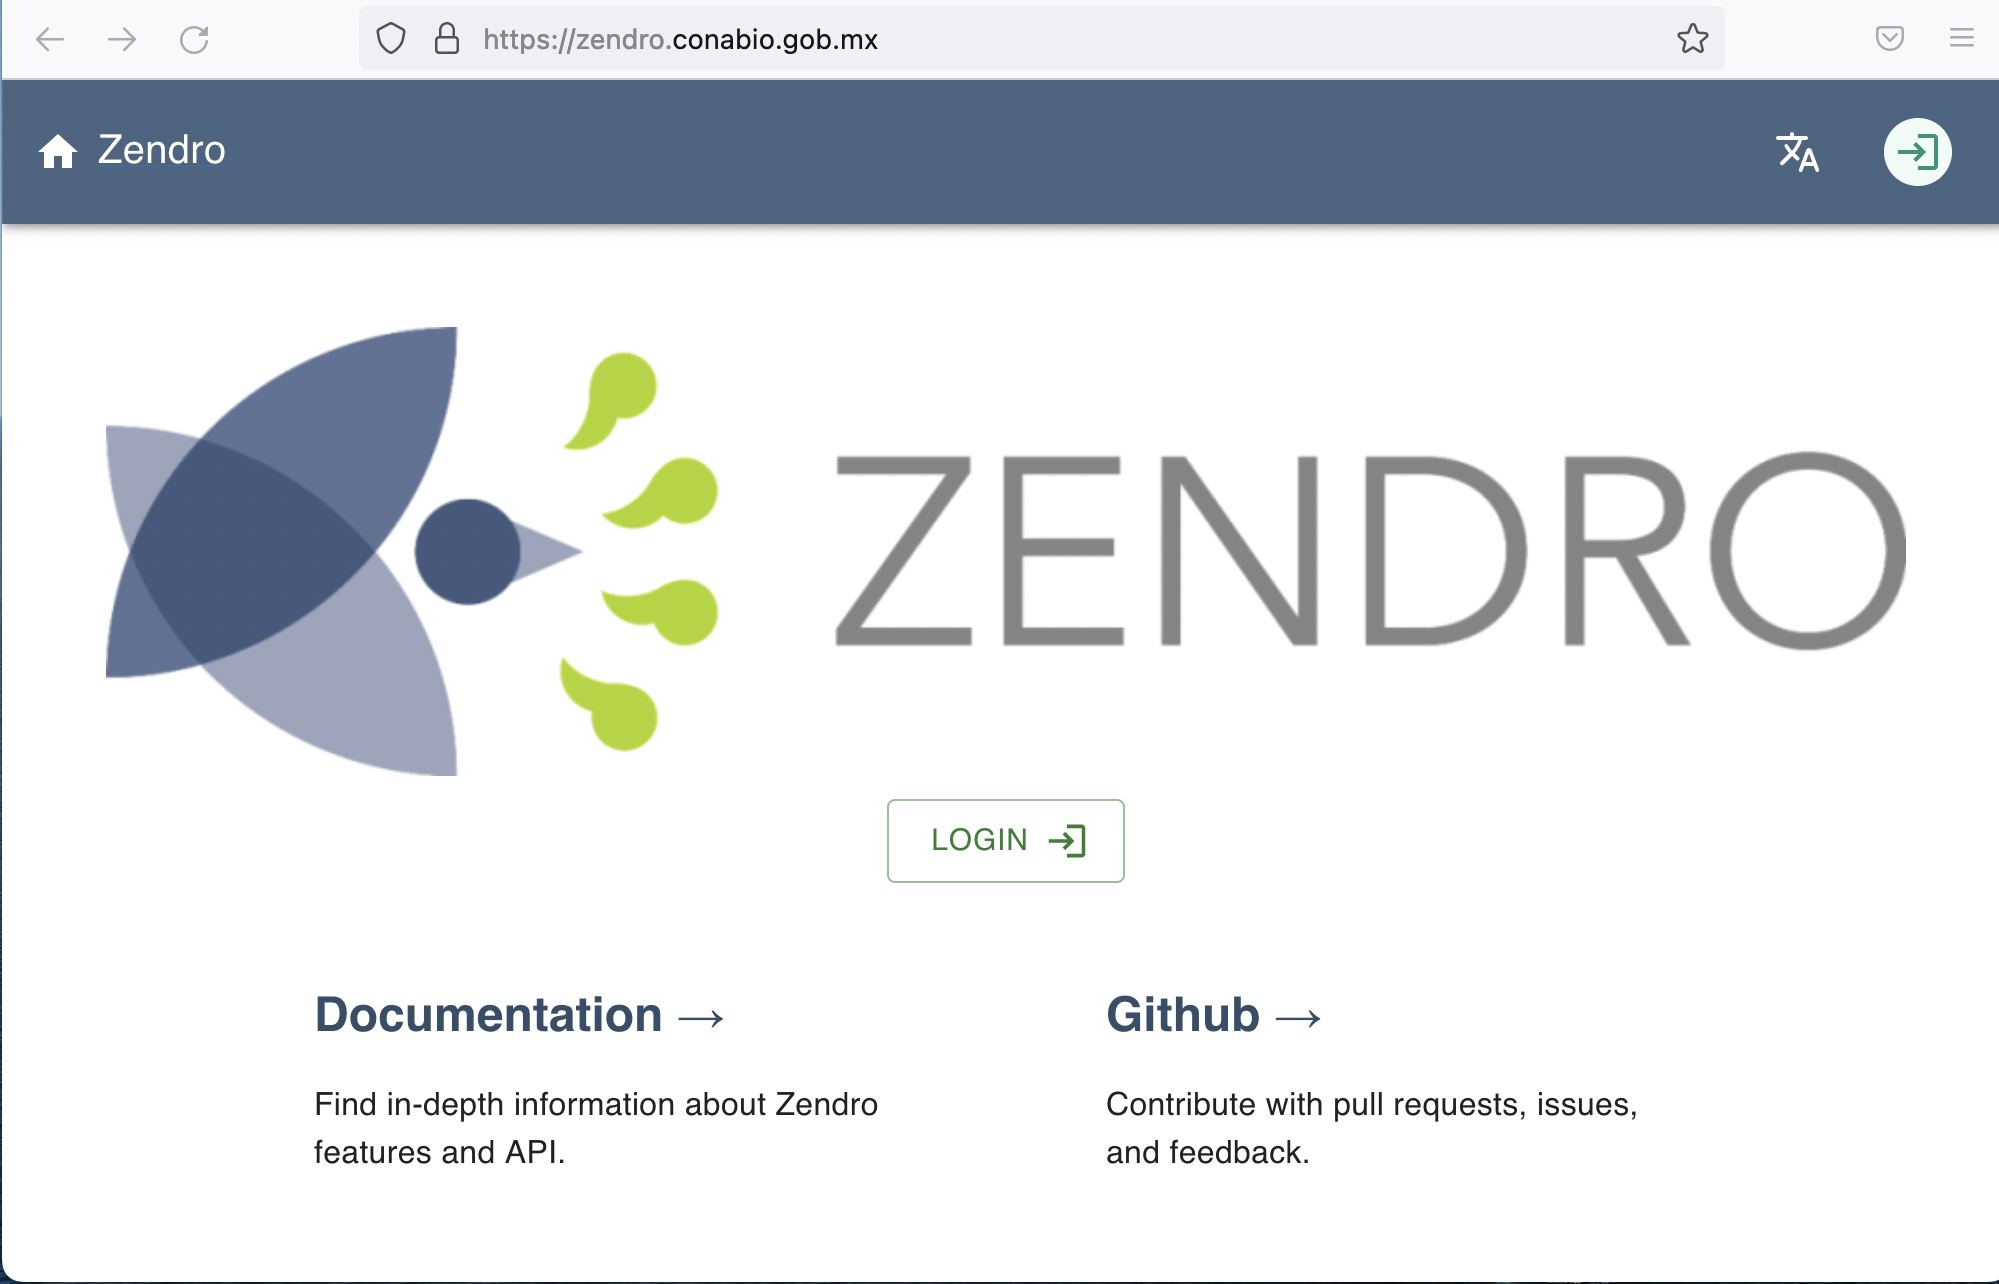 https://zendro.conabio.gob.mx
Zendro
ZENDRO
LOGIN
Documentation →
Find in-depth information about Zendro
features and API.
Github →
Contribute with pull requests, issues,
and feedback.